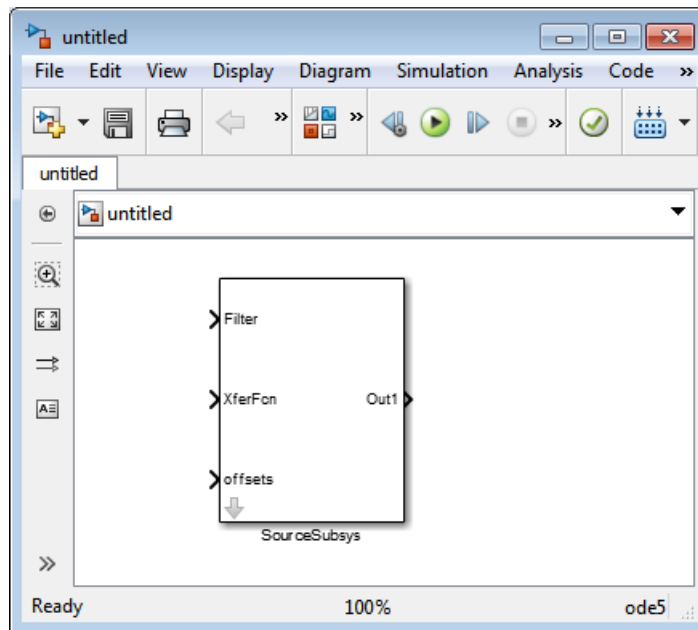 untitled
File Edit View Display Diagram Simulation Analysis Code »
» »  »
untitled
untitled
Filter
XferFcn Out1
offsets
SourceSubsys
»
Ready 100% ode5